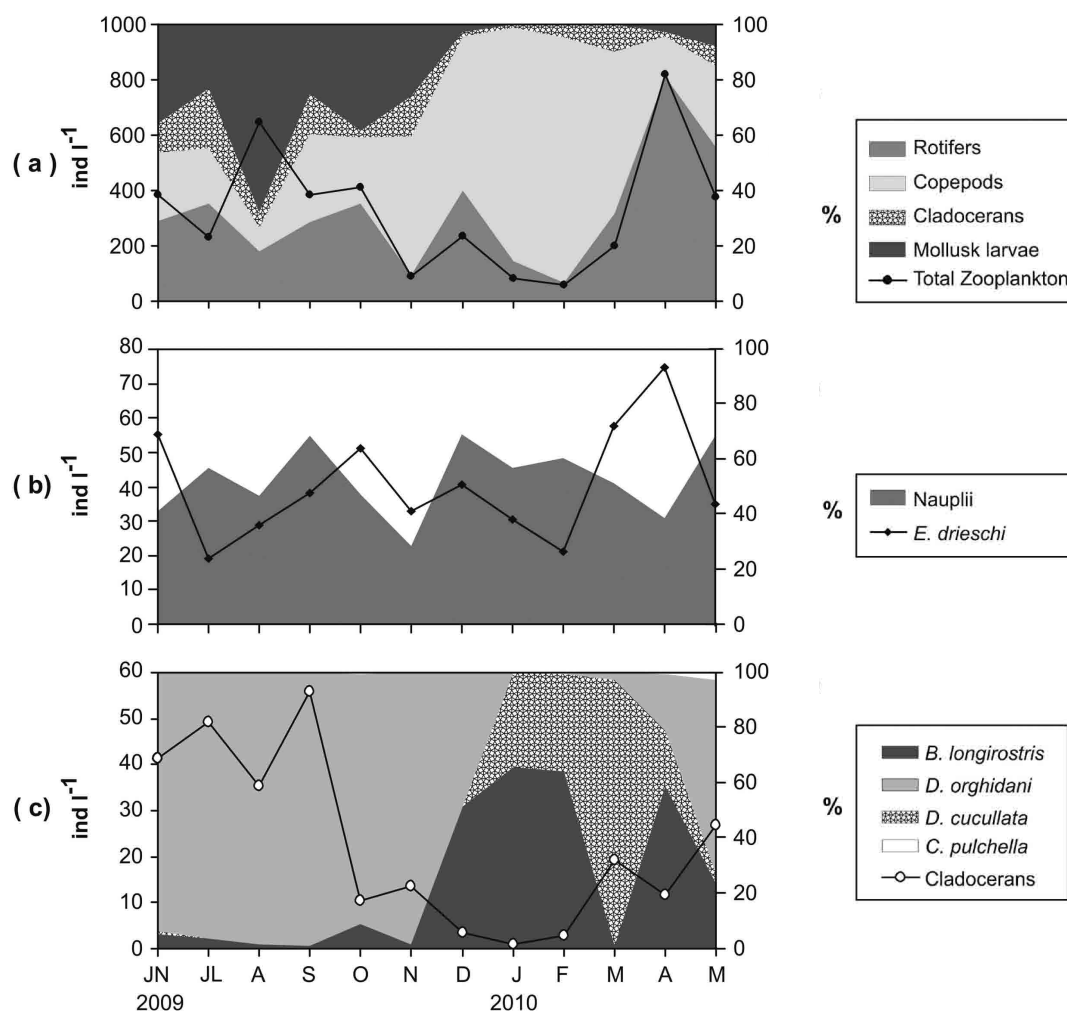 ( a )
ind l⁻¹
1000
800
600
400
200
0
100
80
60
40
20
0
%
Rotifers
Copepods
Cladocerans
Mollusk larvae
Total Zooplankton
( b )
ind l⁻¹
80
70
60
50
40
30
20
10
0
100
80
60
40
20
0
%
Nauplii
E. drieschi
( c )
ind l⁻¹
60
50
40
30
20
10
0
100
80
60
40
20
0
%
B. longirostris
D. orghidani
D. cucullata
C. pulchella
Cladocerans
JN JL A S O N D J F M A M
2009 2010